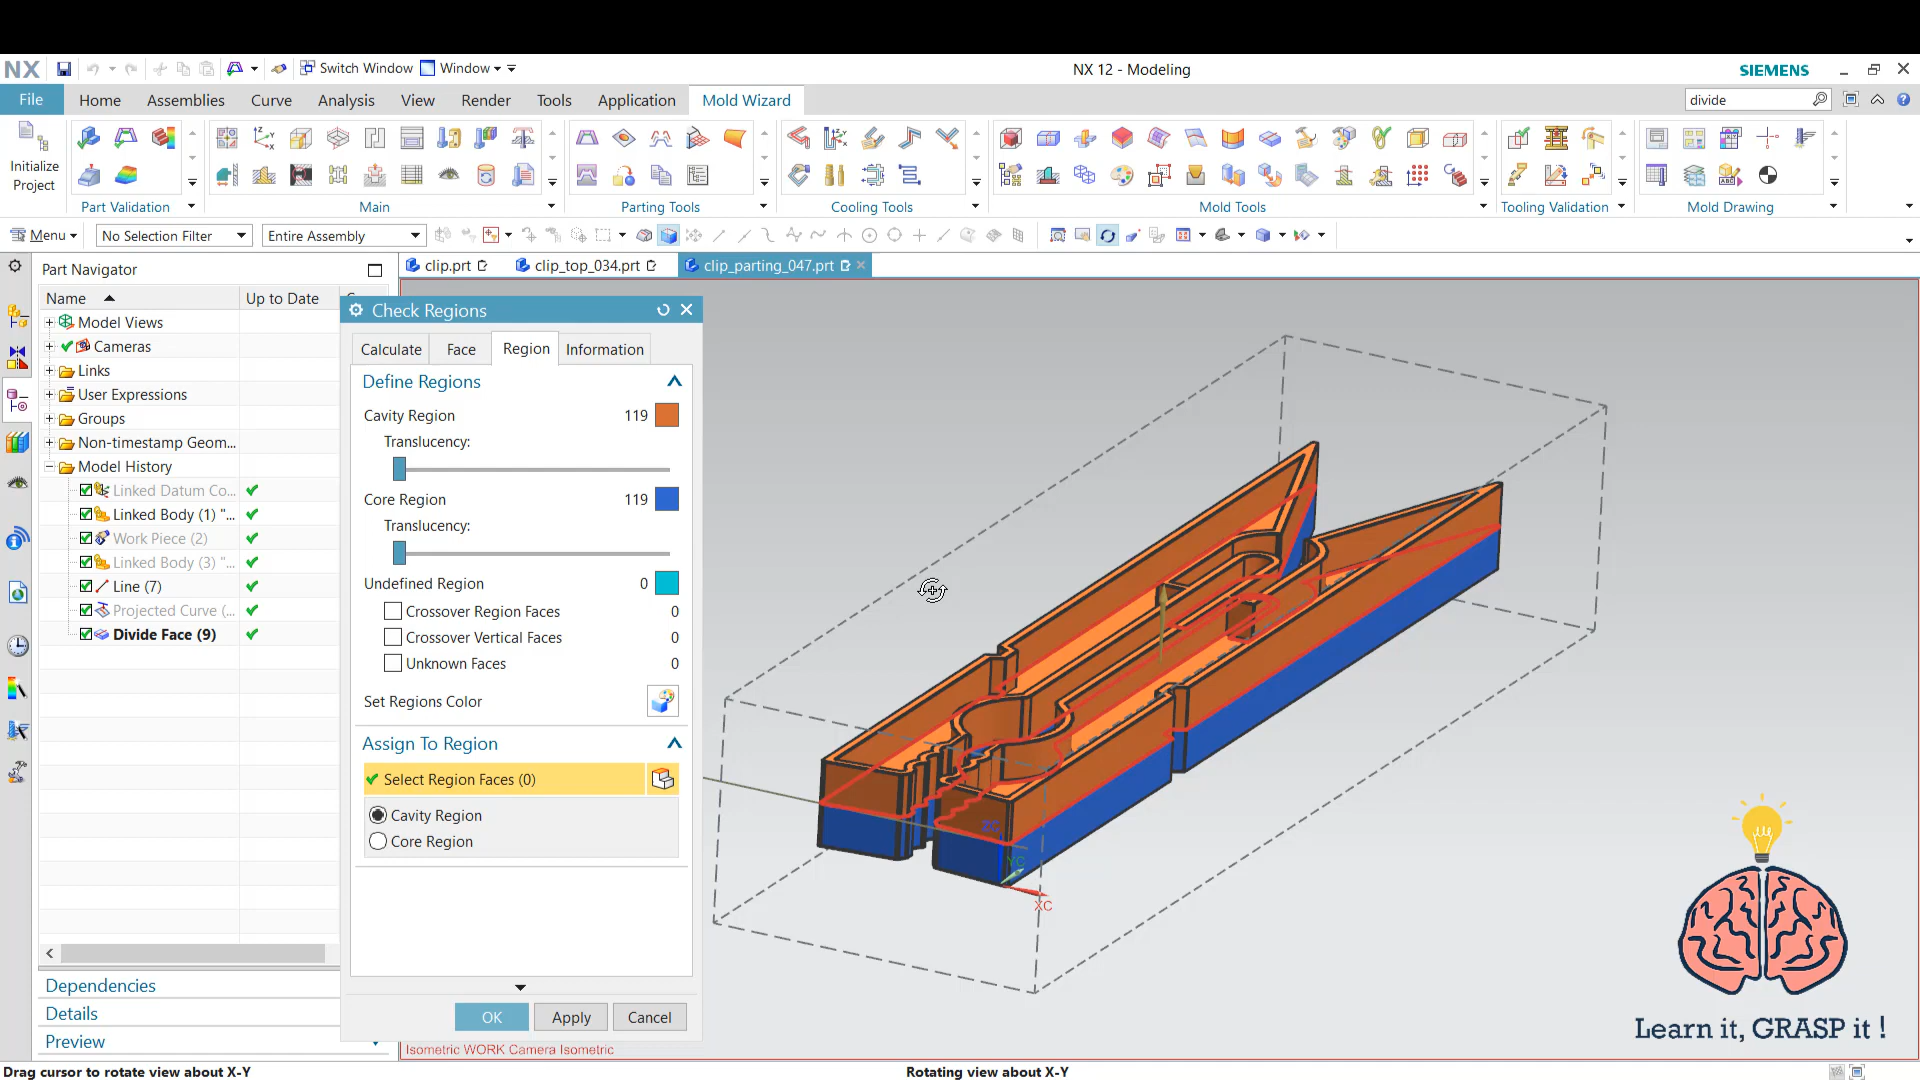 NX
Switch Window
Window
NX 12 - Modeling
SIEMENS
File
Home
Assemblies
Curve
Analysis
View
Render
Tools
Application
Mold Wizard
divide
Initialize
Project
Part Validation
Main
Parting Tools
Cooling Tools
Mold Tools
Tooling Validation
Mold Drawing
Menu
No Selection Filter
Entire Assembly
Part Navigator
clip.prt
clip_top_034.prt
clip_parting_047.prt
Name
Up to Date
Model Views
Cameras
Links
User Expressions
Groups
Non-timestamp Geom...
Model History
Linked Datum Co...
Linked Body (1) "...
Work Piece (2)
Linked Body (3) "...
Line (7)
Projected Curve (...
Divide Face (9)
Dependencies
Details
Preview
Check Regions
Calculate
Face
Region
Information
Define Regions
Cavity Region 119
Translucency:
Core Region 119
Translucency:
Undefined Region 0
Crossover Region Faces 0
Crossover Vertical Faces 0
Unknown Faces 0
Set Regions Color
Assign To Region
Select Region Faces (0)
Cavity Region
Core Region
OK
Apply
Cancel
ZC
YC
XC
Learn it, GRASP it !
Isometric WORK Camera Isometric
Drag cursor to rotate view about X-Y
Rotating view about X-Y